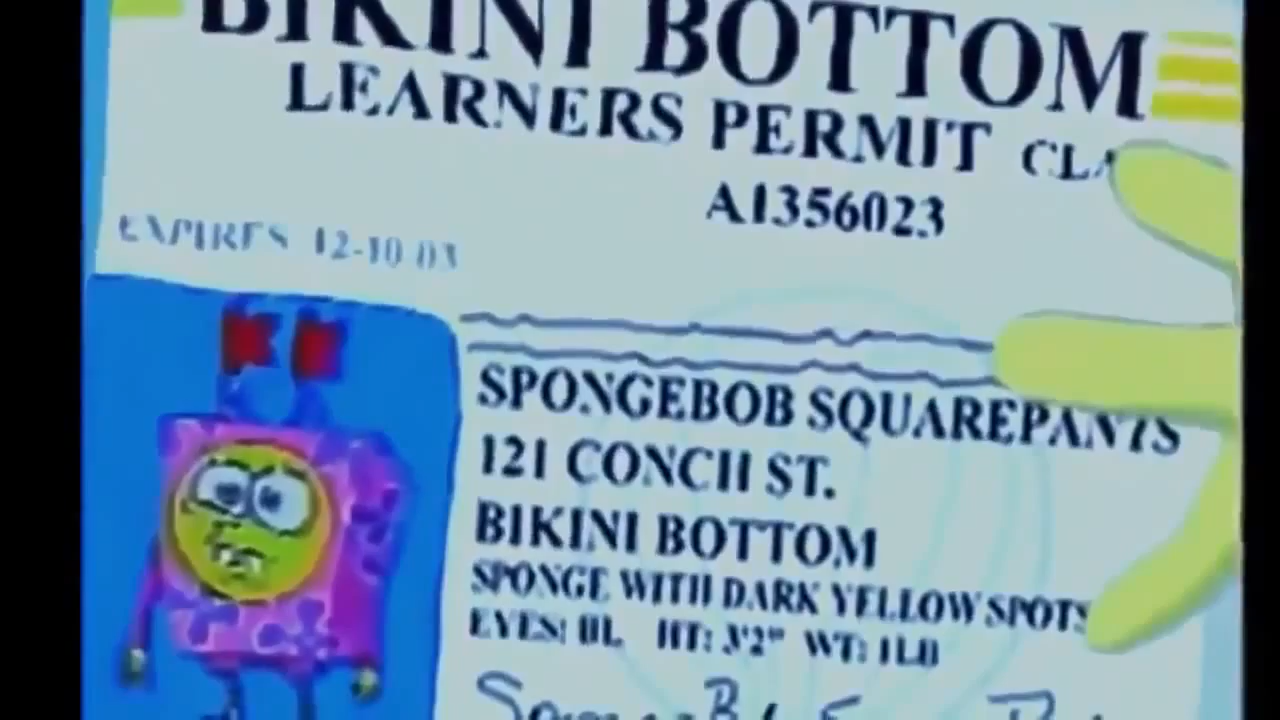 BIKINI BOTTOM
LEARNERS PERMIT CLA
A1356023
EXPIRES 12-10-03
SPONGEBOB SQUAREPANTS
121 CONCH ST.
BIKINI BOTTOM
SPONGE WITH DARK YELLOW SPOTS
EYES: BL HT: 3'2" WT: 1LB